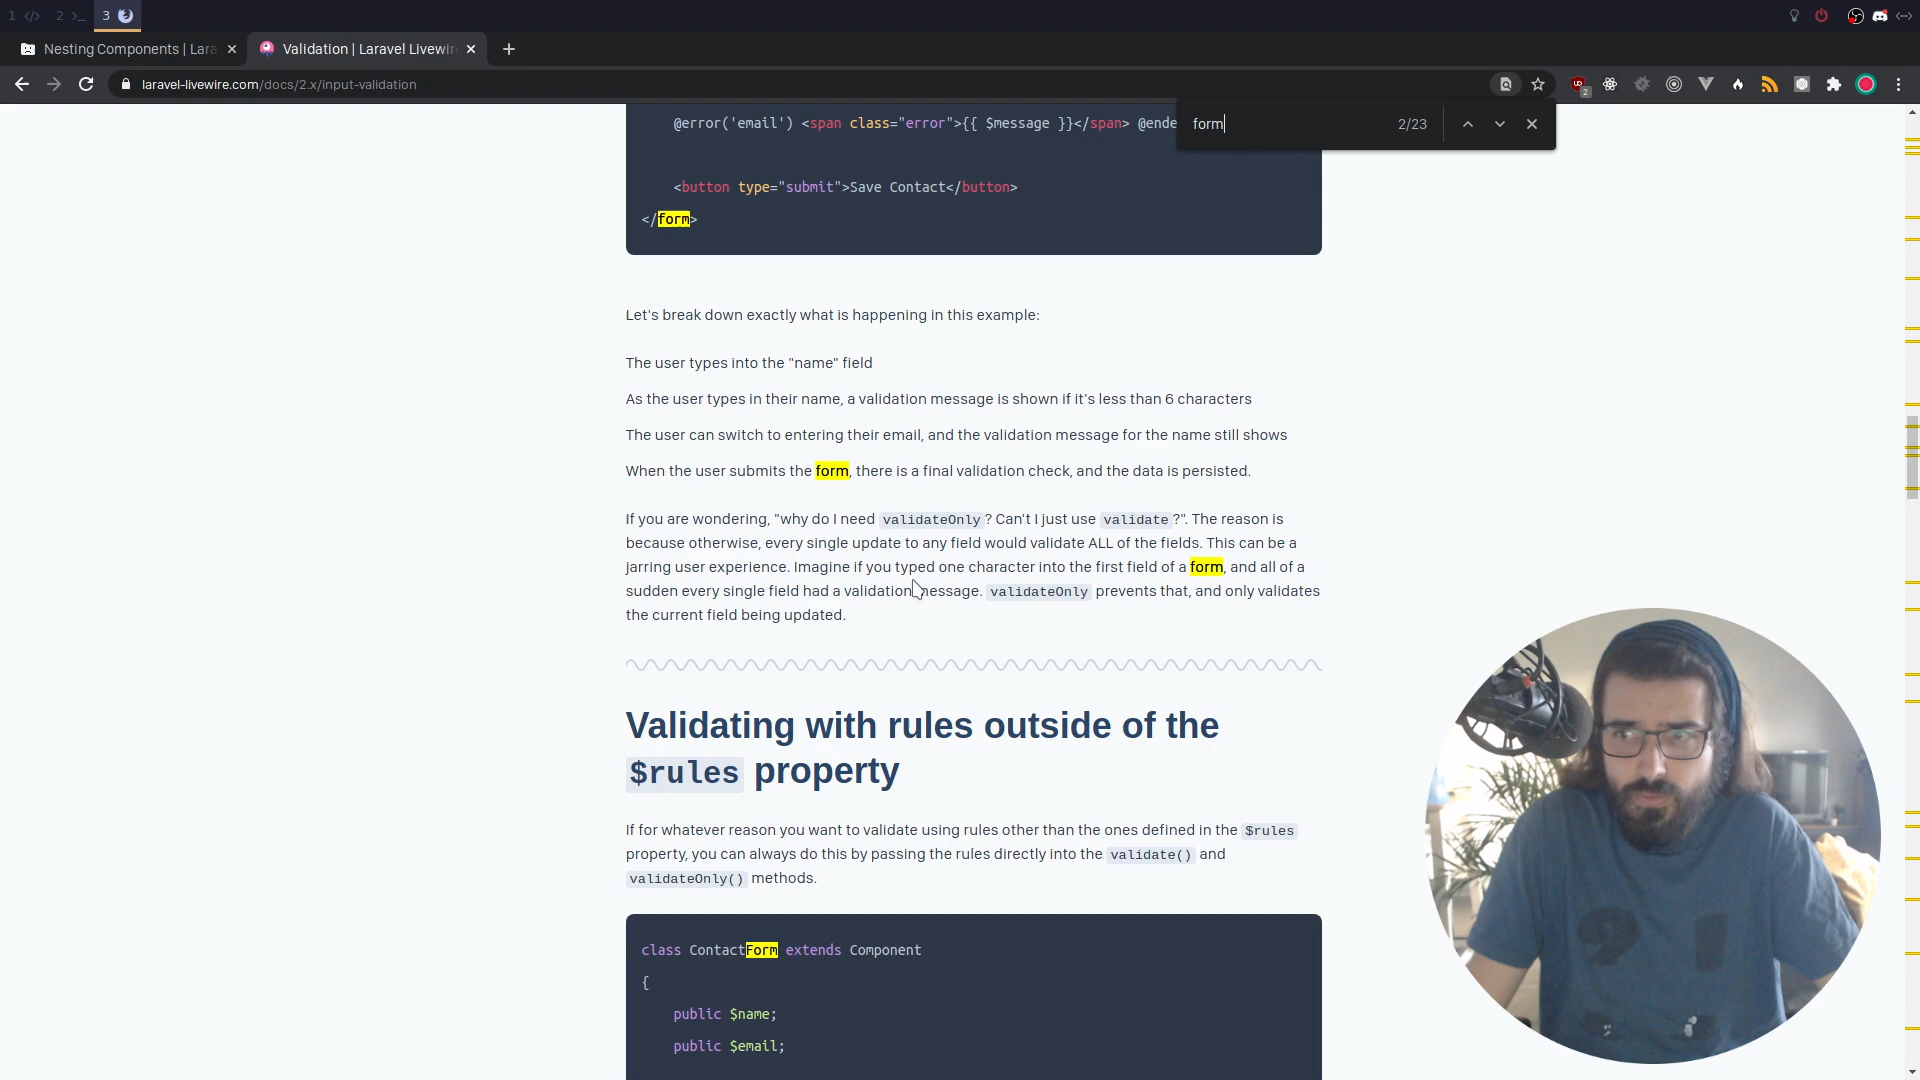 1 </> 2 >_ 3
Nesting Components | Lara
Validation | Laravel Livewir
laravel-livewire.com/docs/2.x/input-validation
2
form 2/23
@error('email') <span class="error">{{ $message }}</span> @ende
<button type="submit">Save Contact</button>
</form>
Let's break down exactly what is happening in this example:
The user types into the "name" field
As the user types in their name, a validation message is shown if it's less than 6 characters
The user can switch to entering their email, and the validation message for the name still shows
When the user submits the form, there is a final validation check, and the data is persisted.
If you are wondering, "why do I need validateOnly? Can't I just use validate?". The reason is
because otherwise, every single update to any field would validate ALL of the fields. This can be a
jarring user experience. Imagine if you typed one character into the first field of a form, and all of a
sudden every single field had a validation message. validateOnly prevents that, and only validates
the current field being updated.
Validating with rules outside of the
$rules property
If for whatever reason you want to validate using rules other than the ones defined in the $rules
property, you can always do this by passing the rules directly into the validate() and
validateOnly() methods.
class ContactForm extends Component
{
public $name;
public $email;